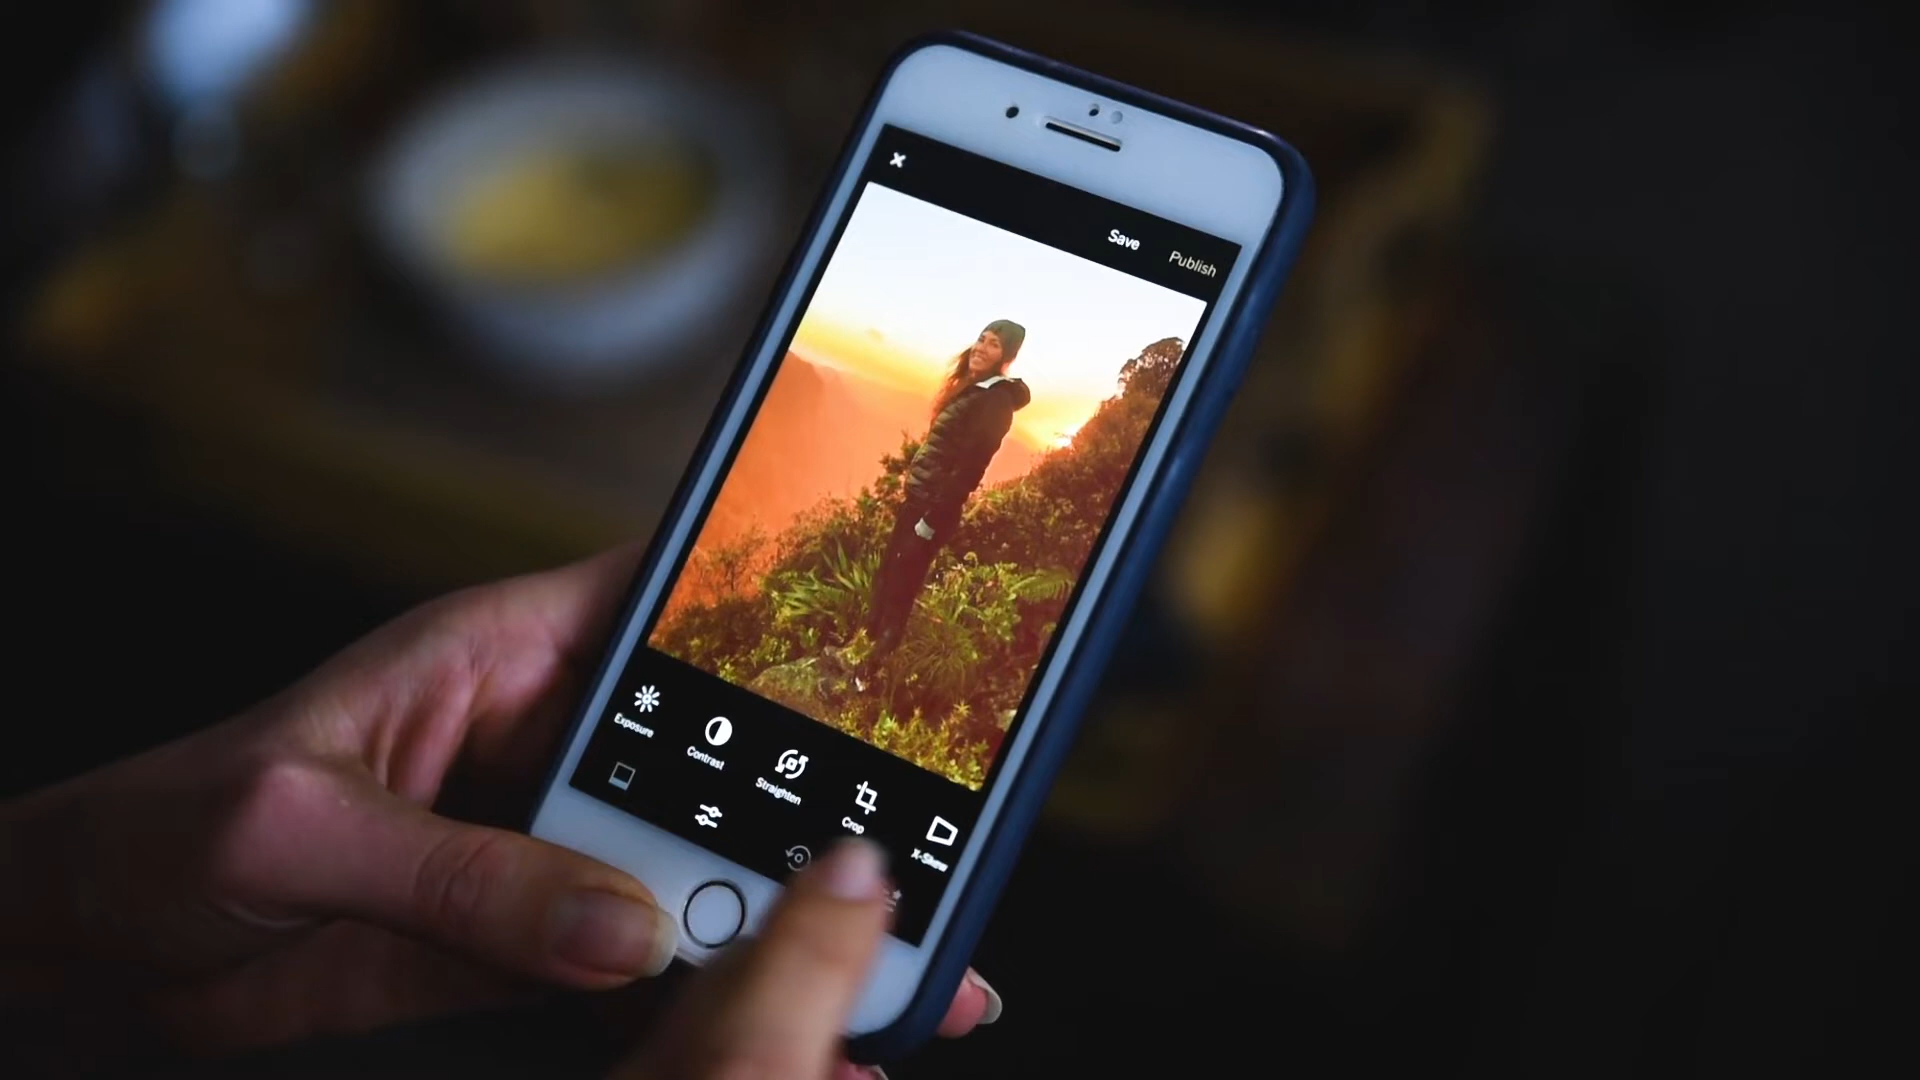 Save
Publish
Exposure
Contrast
Straighten
Crop
X-Skew